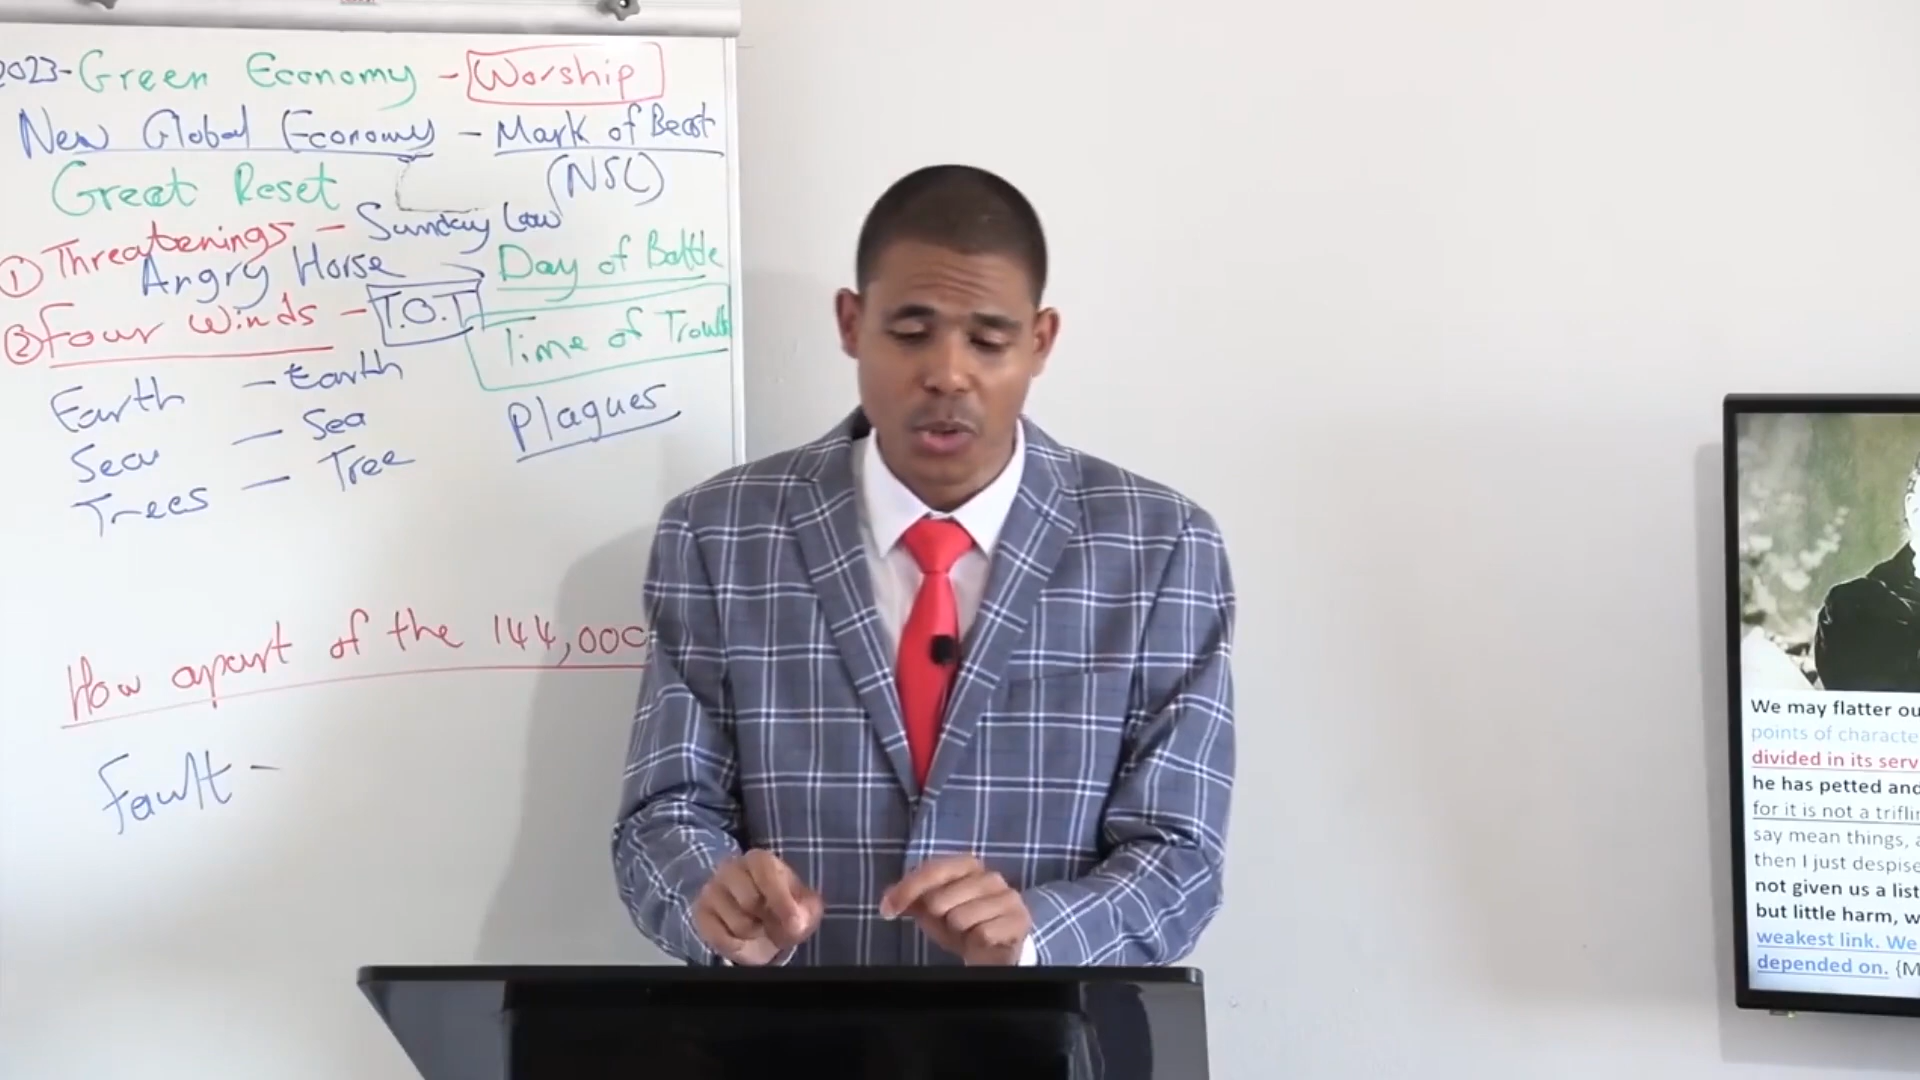 2023-Green Economy - Worship
New Global Economy - Mark of Beast
(NSL)
Great Reset
① Threatenings - Sunday Law
Angry Horse
Day of Battle
② Four Winds - T.O.T
Time of Troub
Earth - Earth
Sea - Sea
Trees - Tree
Plagues
How apart of the 144,000
Fault -
We may flatter ou
points of characte
divided in its serv
he has petted and
for it is not a triflin
say mean things, a
then I just despise
not given us a list
but little harm, w
weakest link. We
depended on. {M